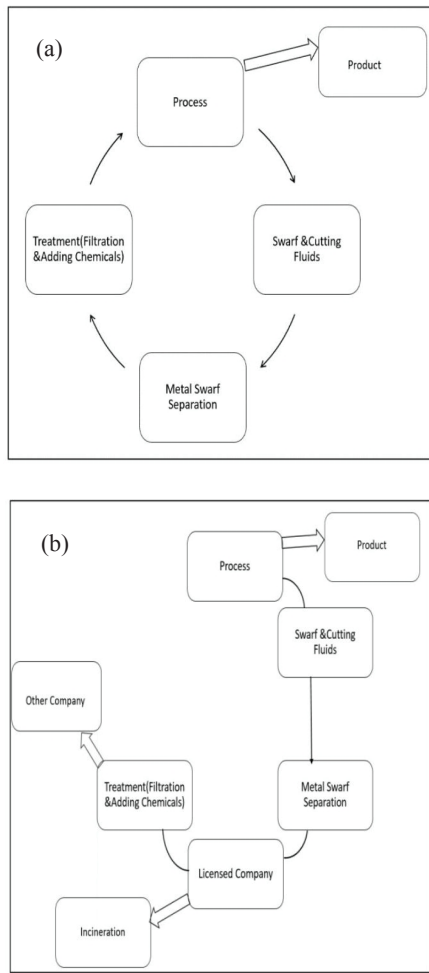 (a)
Product
Process
Treatment(Filtration
&Adding Chemicals)
Swarf &Cutting
Fluids
Metal Swarf
Separation
(b)
Process
Product
Swarf &Cutting
Fluids
Other Company
Treatment(Filtration
&Adding Chemicals)
Metal Swarf
Separation
Licensed Company
Incineration